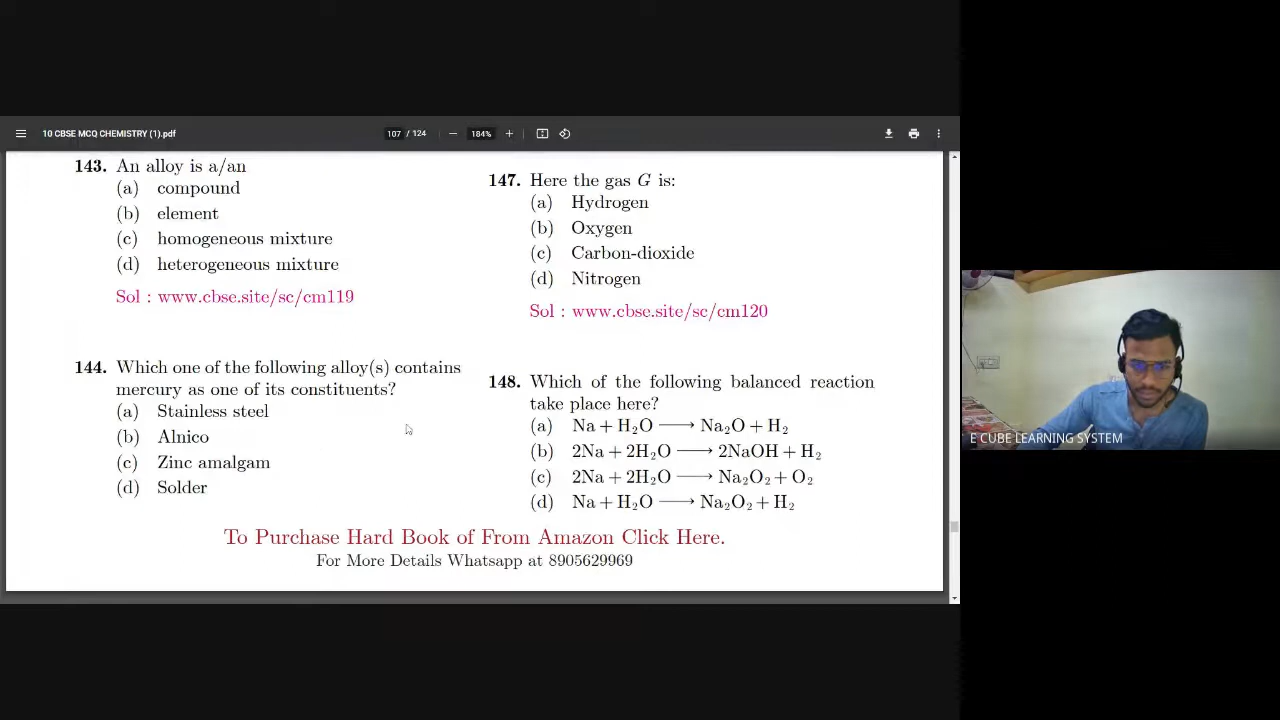 10 CBSE MCQ CHEMISTRY (1).pdf
107 / 124
184%
143. An alloy is a/an
(a) compound
(b) element
(c) homogeneous mixture
(d) heterogeneous mixture
Sol : www.cbse.site/sc/cm119
144. Which one of the following alloy(s) contains
mercury as one of its constituents?
(a) Stainless steel
(b) Alnico
(c) Zinc amalgam
(d) Solder
147. Here the gas G is:
(a) Hydrogen
(b) Oxygen
(c) Carbon-dioxide
(d) Nitrogen
Sol : www.cbse.site/sc/cm120
148. Which of the following balanced reaction
take place here?
(a) Na + H₂O ⟶ Na₂O + H₂
(b) 2Na + 2H₂O ⟶ 2NaOH + H₂
(c) 2Na + 2H₂O ⟶ Na₂O₂ + O₂
(d) Na + H₂O ⟶ Na₂O₂ + H₂
To Purchase Hard Book of From Amazon Click Here.
For More Details Whatsapp at 8905629969
E CUBE LEARNING SYSTEM